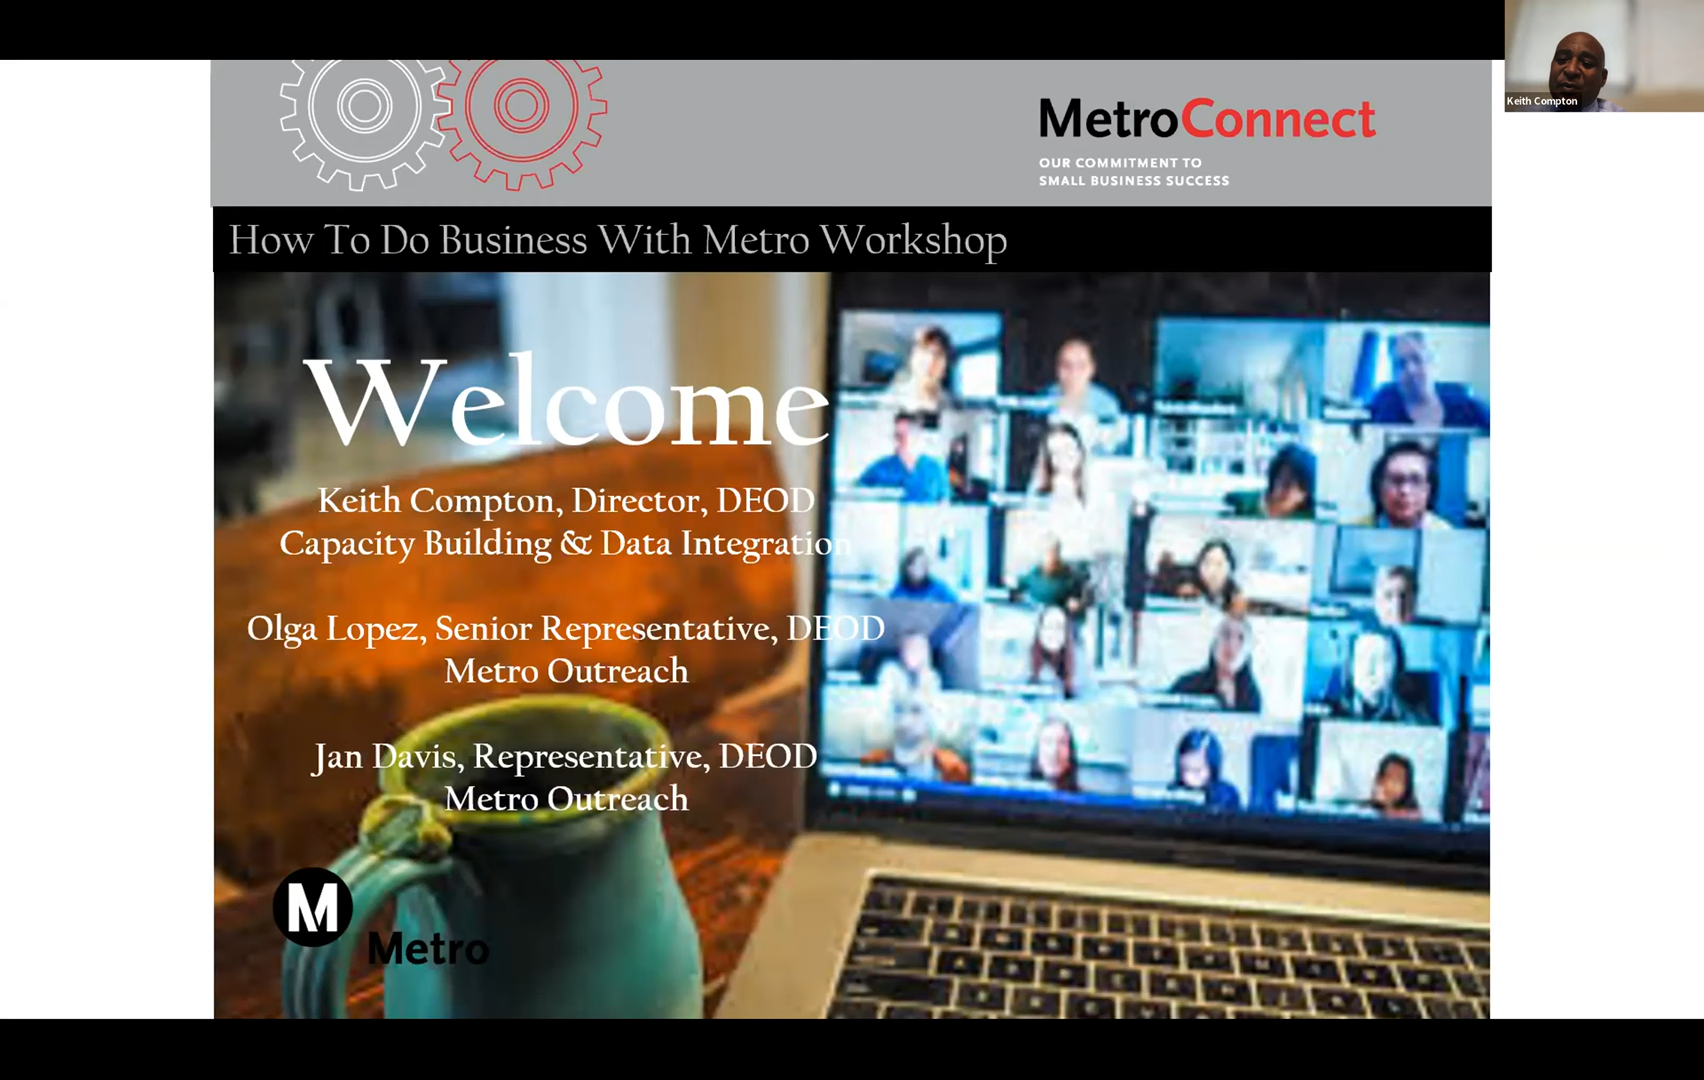 MetroConnect
OUR COMMITMENT TO
SMALL BUSINESS SUCCESS
Keith Compton
How To Do Business With Metro Workshop
Welcome
Keith Compton, Director, DEOD
Capacity Building & Data Integration
Olga Lopez, Senior Representative, DEOD
Metro Outreach
Jan Davis, Representative, DEOD
Metro Outreach
M
Metro